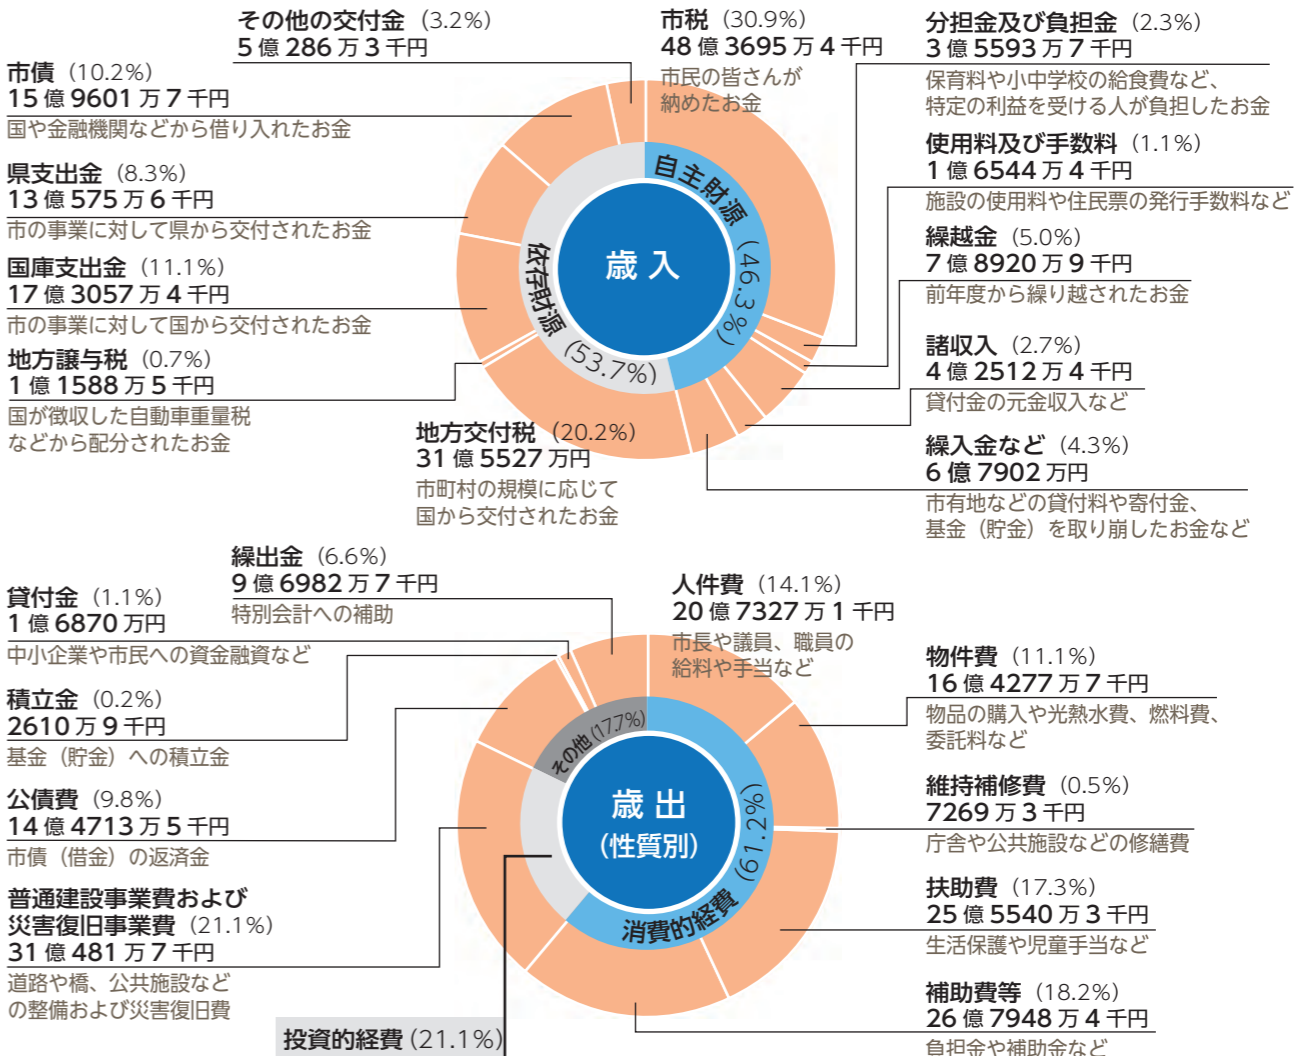 その他の交付金（3.2%）
5億286万3千円
市税（30.9%）
48億3695万4千円
市民の皆さんが
納めたお金
分担金及び負担金（2.3%）
3億5593万7千円
保育料や小中学校の給食費など、
特定の利益を受ける人が負担したお金
市債（10.2%）
15億9601万7千円
国や金融機関などから借り入れたお金
使用料及び手数料（1.1%）
1億6544万4千円
施設の使用料や住民票の発行手数料など
県支出金（8.3%）
13億575万6千円
市の事業に対して県から交付されたお金
繰越金（5.0%）
7億8920万9千円
前年度から繰り越されたお金
国庫支出金（11.1%）
17億3057万4千円
市の事業に対して国から交付されたお金
諸収入（2.7%）
4億2512万4千円
貸付金の元金収入など
地方譲与税（0.7%）
1億1588万5千円
国が徴収した自動車重量税
などから配分されたお金
地方交付税（20.2%）
31億5527万円
市町村の規模に応じて
国から交付されたお金
繰入金など（4.3%）
6億7902万円
市有地などの貸付料や寄付金、
基金（貯金）を取り崩したお金など
歳入
自主財源（46.3%）
依存財源（53.7%）
繰出金（6.6%）
9億6982万7千円
特別会計への補助
人件費（14.1%）
20億7327万1千円
市長や議員、職員の
給料や手当など
貸付金（1.1%）
1億6870万円
中小企業や市民への資金融資など
物件費（11.1%）
16億4277万7千円
物品の購入や光熱水費、燃料費、
委託料など
積立金（0.2%）
2610万9千円
基金（貯金）への積立金
維持補修費（0.5%）
7269万3千円
庁舎や公共施設などの修繕費
公債費（9.8%）
14億4713万5千円
市債（借金）の返済金
扶助費（17.3%）
25億5540万3千円
生活保護や児童手当など
普通建設事業費および
災害復旧事業費（21.1%）
31億481万7千円
道路や橋、公共施設など
の整備および災害復旧費
補助費等（18.2%）
26億7948万4千円
負担金や補助金など
歳出
（性質別）
その他（17.7%）
消費的経費（61.2%）
投資的経費（21.1%）